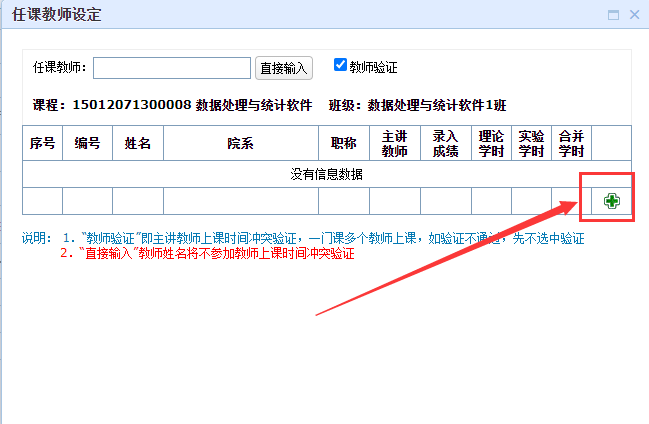 任课教师设定
任课教师： 直接输入 教师验证
课程：15012071300008 数据处理与统计软件 班级：数据处理与统计软件1班
序号 编号 姓名 院系 职称 主讲教师 录入成绩 理论学时 实验学时 合并学时
没有信息数据
说明： 1.“教师验证”即主讲教师上课时间冲突验证，一门课多个教师上课，如验证不通过，先不选中验证
2.“直接输入”教师姓名将不参加教师上课时间冲突验证